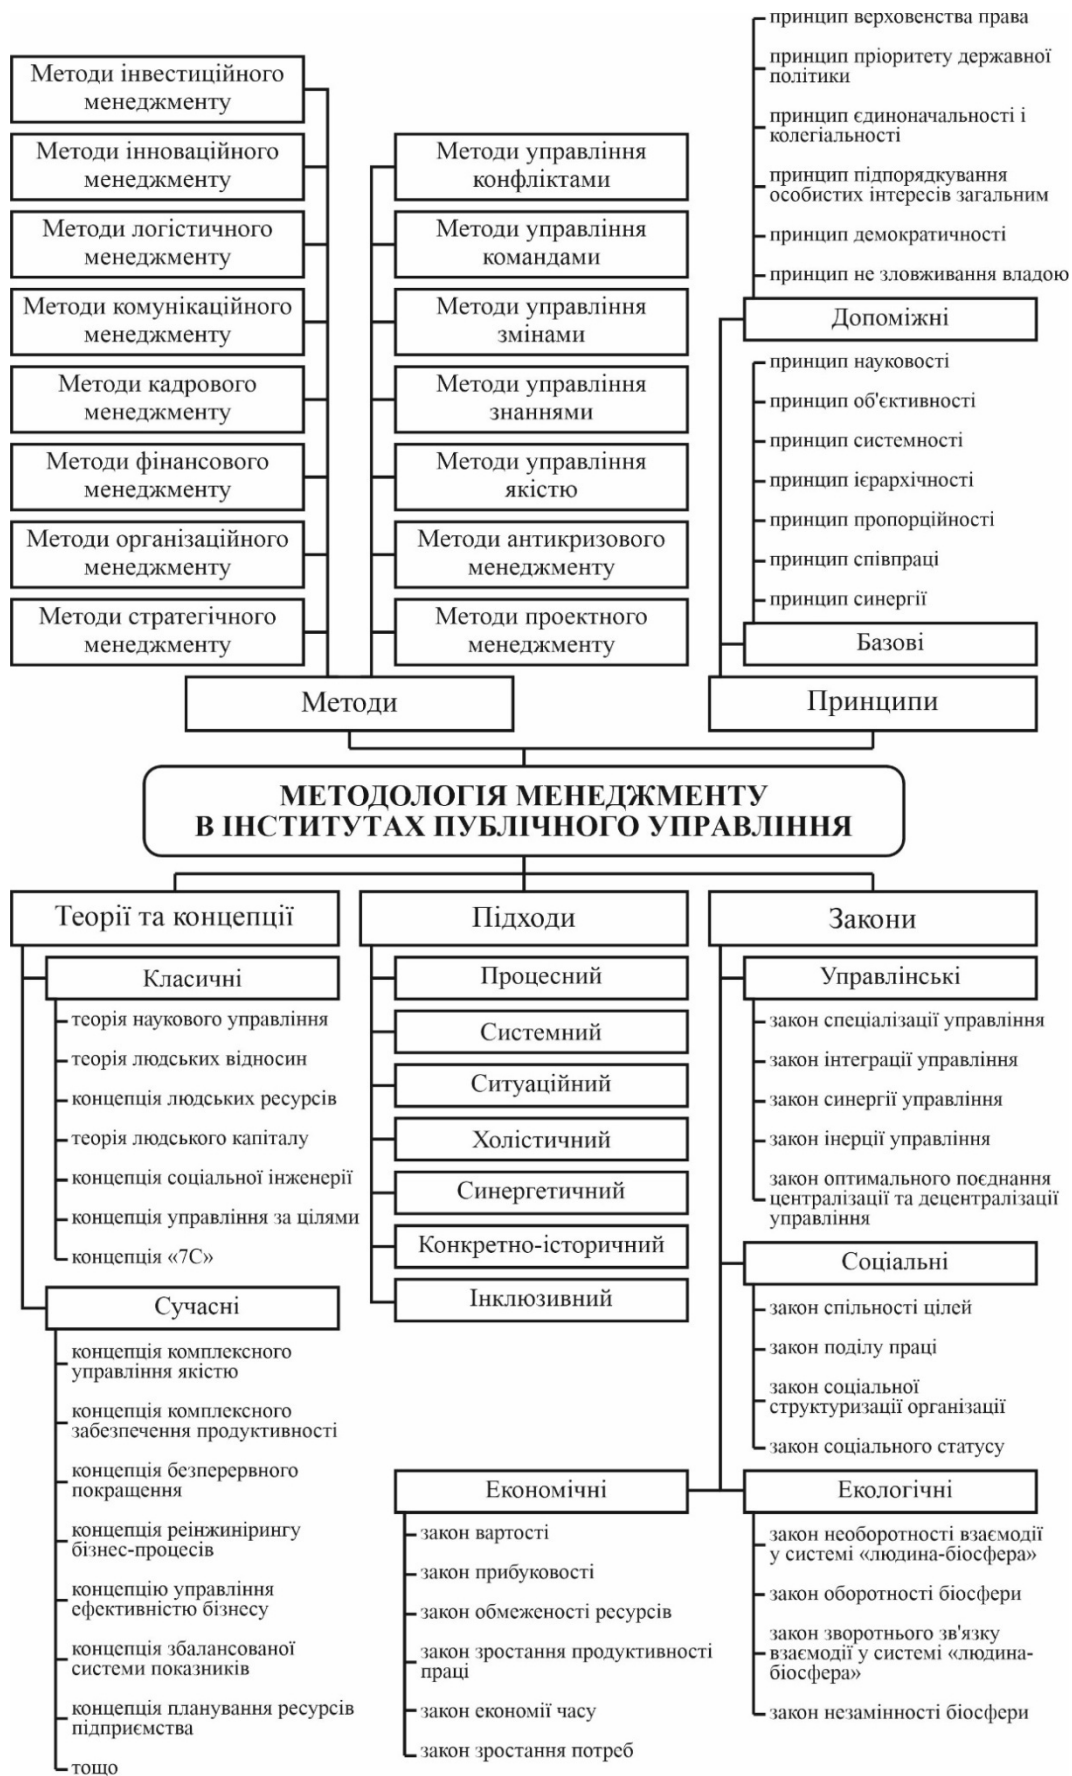 Методи інвестиційного
менеджменту
Методи інноваційного
менеджменту
Методи логістичного
менеджменту
Методи комунікаційного
менеджменту
Методи кадрового
менеджменту
Методи фінансового
менеджменту
Методи організаційного
менеджменту
Методи стратегічного
менеджменту
Методи управління
конфліктами
Методи управління
командами
Методи управління
змінами
Методи управління
знаннями
Методи управління
якістю
Методи антикризового
менеджменту
Методи проектного
менеджменту
Методи
принцип верховенства права
принцип пріоритету державної
політики
принцип єдиноначальності і
колегіальності
принцип підпорядкування
особистих інтересів загальним
принцип демократичності
принцип не зловживання владою
Допоміжні
принцип науковості
принцип об'єктивності
принцип системності
принцип ієрархічності
принцип пропорційності
принцип співпраці
принцип синергії
Базові
Принципи
МЕТОДОЛОГІЯ МЕНЕДЖМЕНТУ
В ІНСТИТУТАХ ПУБЛІЧНОГО УПРАВЛІННЯ
Теорії та концепції
Класичні
теорія наукового управління
теорія людських відносин
концепція людських ресурсів
теорія людського капіталу
концепція соціальної інженерії
концепція управління за цілями
концепція «7С»
Сучасні
концепція комплексного
управління якістю
концепція комплексного
забезпечення продуктивності
концепція безперервного
покращення
концепція реінжинірингу
бізнес-процесів
концепцію управління
ефективністю бізнесу
концепція збалансованої
системи показників
концепція планування ресурсів
підприємства
тощо
Підходи
Процесний
Системний
Ситуаційний
Холістичний
Синергетичний
Конкретно-історичний
Інклюзивний
Закони
Управлінські
закон спеціалізації управління
закон інтеграції управління
закон синергії управління
закон інерції управління
закон оптимального поєднання
централізації та децентралізації
управління
Соціальні
закон спільності цілей
закон поділу праці
закон соціальної
структуризації організації
закон соціального статусу
Економічні
закон вартості
закон прибуковості
закон обмеженості ресурсів
закон зростання продуктивності
праці
закон економії часу
закон зростання потреб
Екологічні
закон необоротності взаємодії
у системі «людина-біосфера»
закон оборотності біосфери
закон зворотнього зв'язку
взаємодії у системі «людина-
біосфера»
закон незамінності біосфери